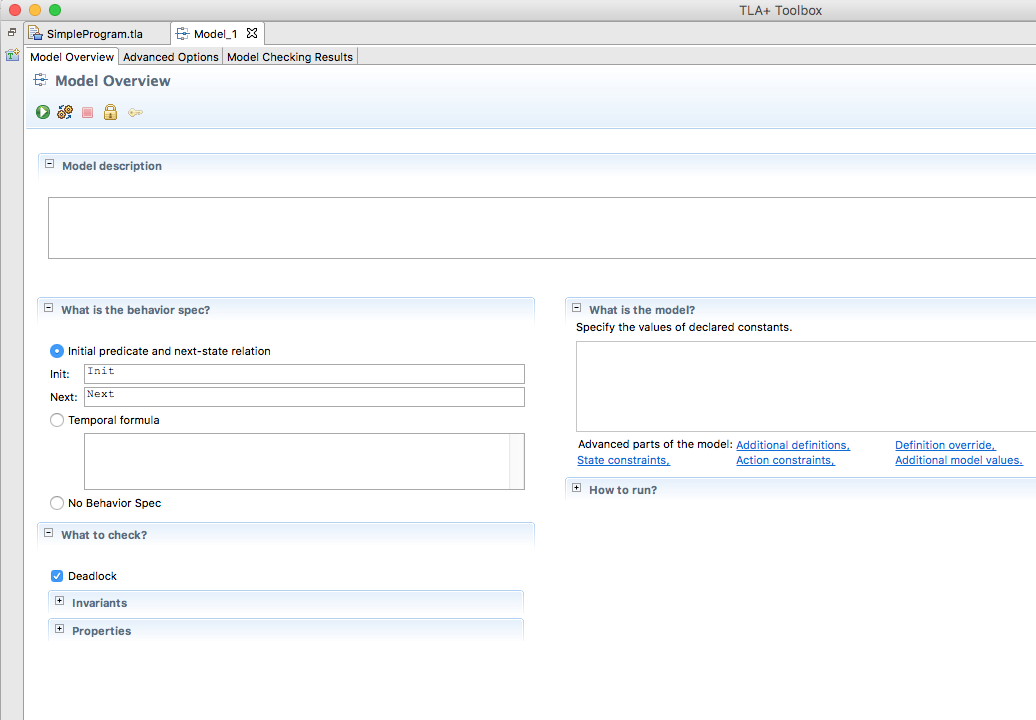 TLA+ Toolbox
SimpleProgram.tla
Model_1
Model Overview
Advanced Options
Model Checking Results
Model Overview
Model description
What is the behavior spec?
Initial predicate and next-state relation
Init: Init
Next: Next
Temporal formula
No Behavior Spec
What to check?
Deadlock
Invariants
Properties
What is the model?
Specify the values of declared constants.
Advanced parts of the model: Additional definitions, Definition override,
State constraints, Action constraints, Additional model values.
How to run?